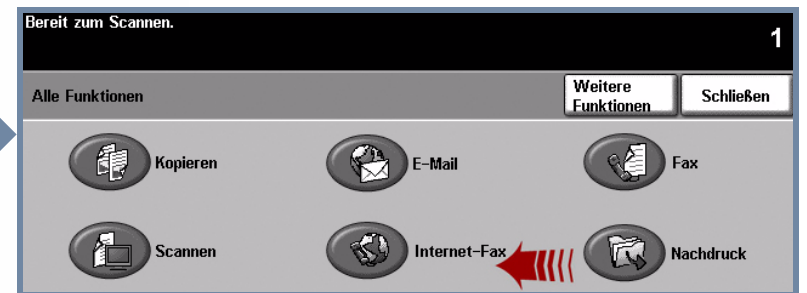 Bereit zum Scannen.
1
Alle Funktionen
Weitere
Funktionen
Schließen
Kopieren
E-Mail
Fax
Scannen
Internet-Fax
Nachdruck